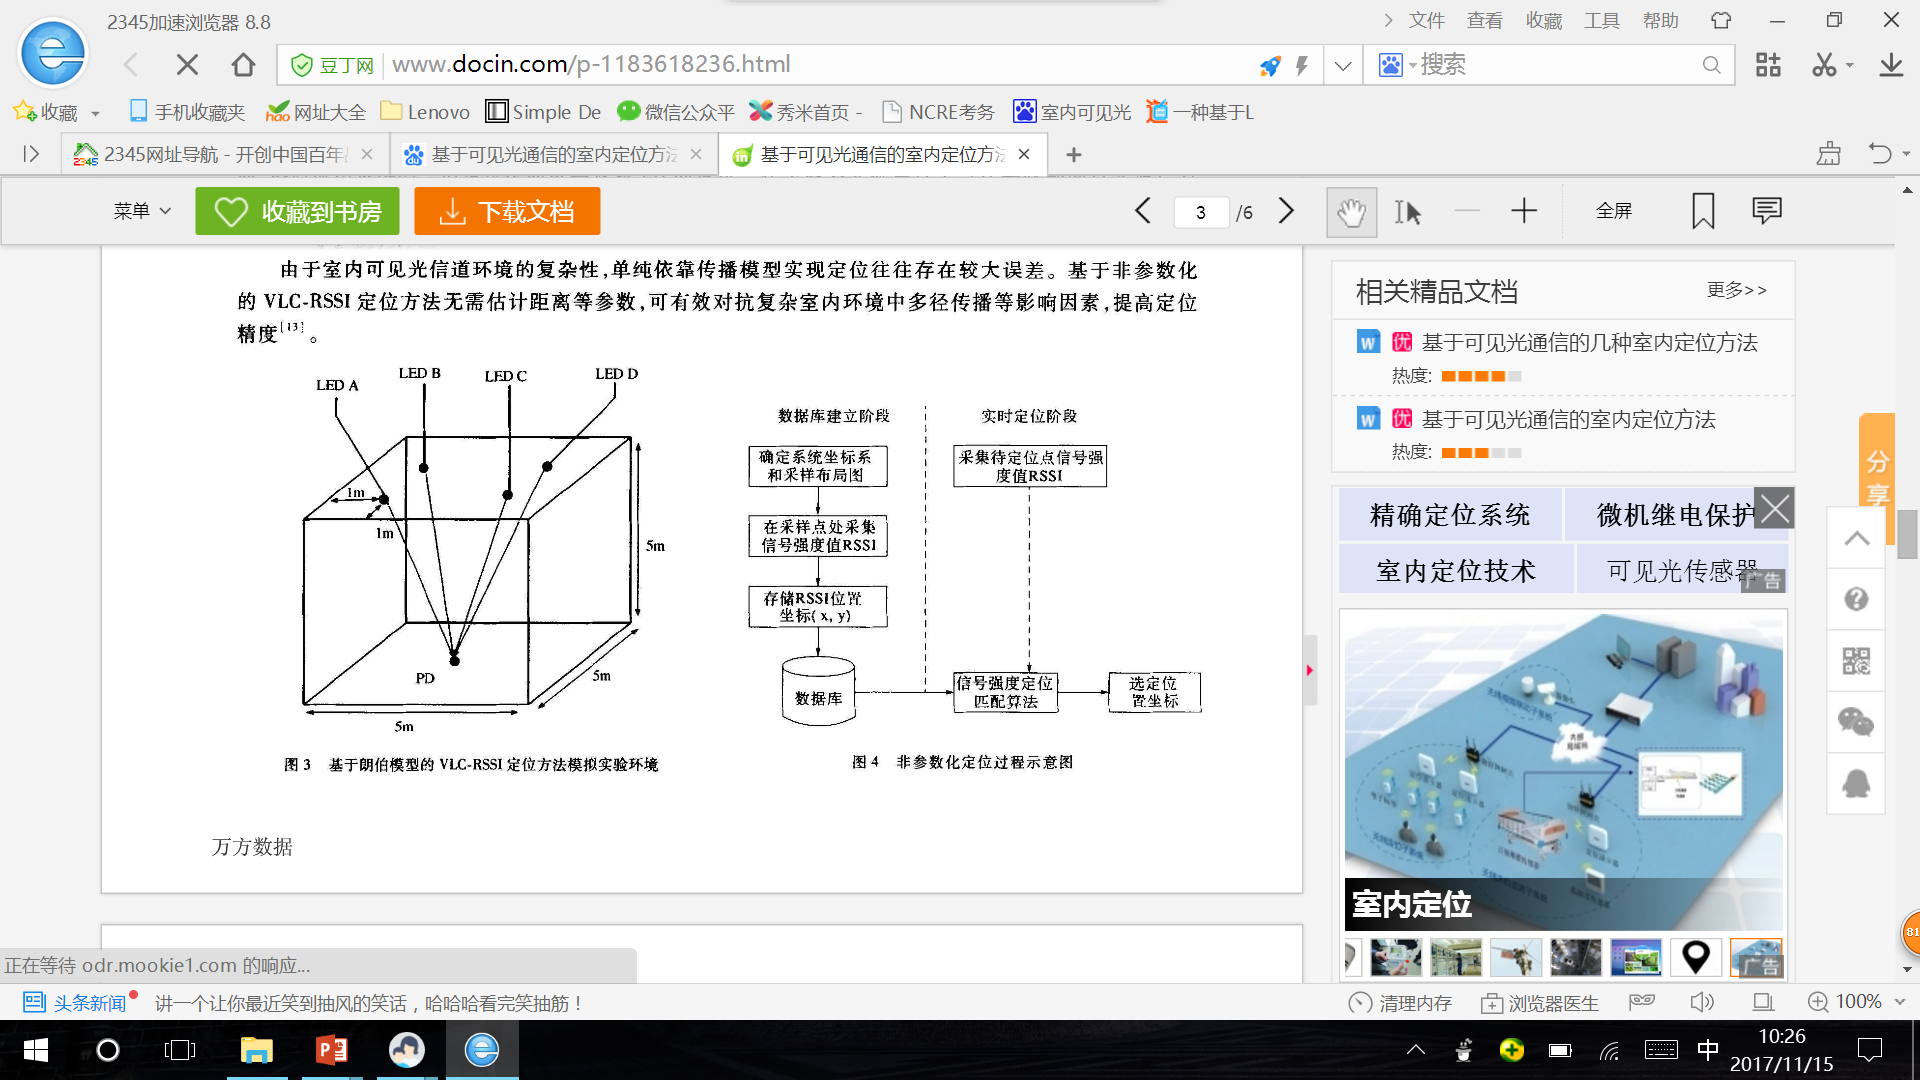 2345加速浏览器 8.8
文件 查看 收藏 工具 帮助
豆丁网 www.docin.com/p-1183618236.html
搜索
收藏 手机收藏夹 网址大全 Lenovo Simple De 微信公众平 秀米首页 - NCRE考务 室内可见光 一种基于L
2345网址导航 - 开创中国百年 基于可见光通信的室内定位方法 基于可见光通信的室内定位方法
菜单 收藏到书房 下载文档 3 /6 全屏
由于室内可见光信道环境的复杂性,单纯依靠传播模型实现定位往往存在较大误差。基于非参数化
的 VLC-RSSI 定位方法无需估计距离等参数,可有效对抗复杂室内环境中多径传播等影响因素,提高定位
精度[13]。
LED A LED B LED C LED D
1m
1m
5m
PD
5m
5m
图 3 基于朗伯模型的 VLC-RSSI 定位方法模拟实验环境
数据库建立阶段 实时定位阶段
确定系统坐标系
和采样布局图
采集待定位点信号强
度值RSSI
在采样点处采集
信号强度值RSSI
存储RSSI位置
坐标(x, y)
数据库
信号强度定位
匹配算法
选定位
置坐标
图 4 非参数化定位过程示意图
万方数据
相关精品文档 更多>>
W 优 基于可见光通信的几种室内定位方法
热度:
W 优 基于可见光通信的室内定位方法
热度:
分
享
精确定位系统 微机继电保护
室内定位技术 可见光传感器
广告
室内定位
广告
81
正在等待 odr.mookie1.com 的响应...
头条新闻 讲一个让你最近笑到抽风的笑话，哈哈哈看完笑抽筋！
清理内存 浏览器医生 100%
中
10:26
2017/11/15